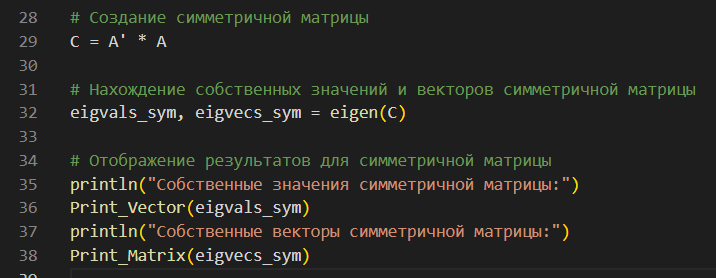 28 # Создание симметричной матрицы
29 C = A' * A
30
31 # Нахождение собственных значений и векторов симметричной матрицы
32 eigvals_sym, eigvecs_sym = eigen(C)
33
34 # Отображение результатов для симметричной матрицы
35 println("Собственные значения симметричной матрицы:")
36 Print_Vector(eigvals_sym)
37 println("Собственные векторы симметричной матрицы:")
38 Print_Matrix(eigvecs_sym)